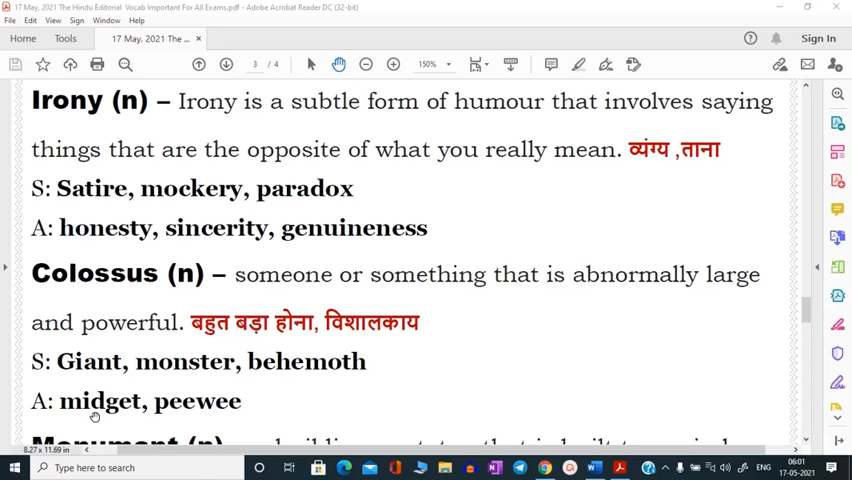 17 May, 2021 The Hindu Editorial Vocab Important For All Exams.pdf - Adobe Acrobat Reader DC (32-bit)
File Edit View Sign Window Help
Home Tools 17 May, 2021 The ... × Sign In
3 / 4 150%
Irony (n) – Irony is a subtle form of humour that involves saying
things that are the opposite of what you really mean. व्यंग्य ,ताना
S: Satire, mockery, paradox
A: honesty, sincerity, genuineness
Colossus (n) – someone or something that is abnormally large
and powerful. बहुत बड़ा होना, विशालकाय
S: Giant, monster, behemoth
A: midget, peewee
Monument (n)
8.27 x 11.69 in
Type here to search
ENG
06:01
17-05-2021